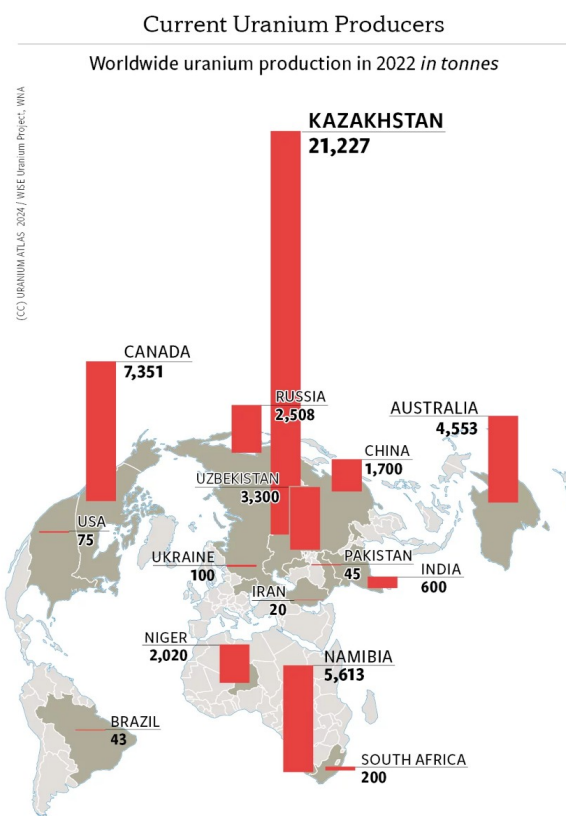 Current Uranium Producers
Worldwide uranium production in 2022 in tonnes
(CC) URANIUM ATLAS 2024 / WISE Uranium Project, WNA
KAZAKHSTAN
21,227
CANADA
7,351
RUSSIA
2,508
AUSTRALIA
4,553
CHINA
1,700
UZBEKISTAN
3,300
USA
75
UKRAINE
100
PAKISTAN
45
INDIA
600
IRAN
20
NIGER
2,020
NAMIBIA
5,613
BRAZIL
43
SOUTH AFRICA
200